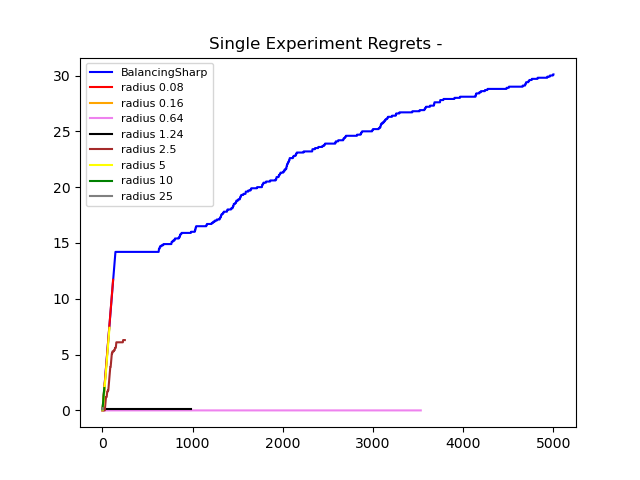 Single Experiment Regrets -
BalancingSharp
radius 0.08
radius 0.16
radius 0.64
radius 1.24
radius 2.5
radius 5
radius 10
radius 25
30
25
20
15
10
5
0
0 1000 2000 3000 4000 5000